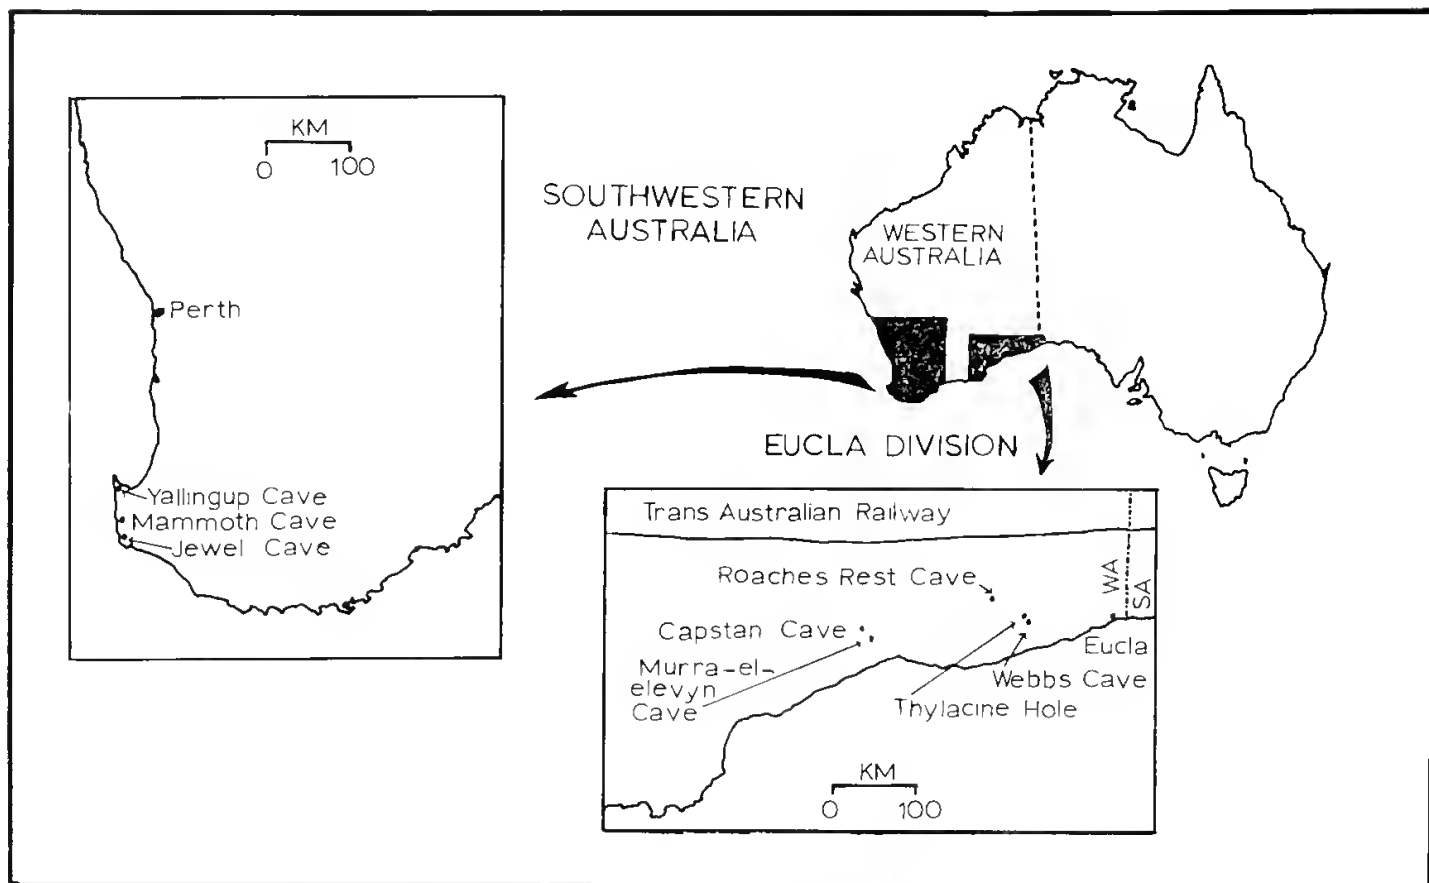 KM
0 100
Perth
Yallingup Cave
Mammoth Cave
Jewel Cave
SOUTHWESTERN
AUSTRALIA
WESTERN
AUSTRALIA
EUCLA DIVISION
Trans Australian Railway
WA
SA
Roaches Rest Cave
Capstan Cave
Murra-el-
elevyn
Cave
Eucla
Webbs Cave
Thylacine Hole
KM
0 100